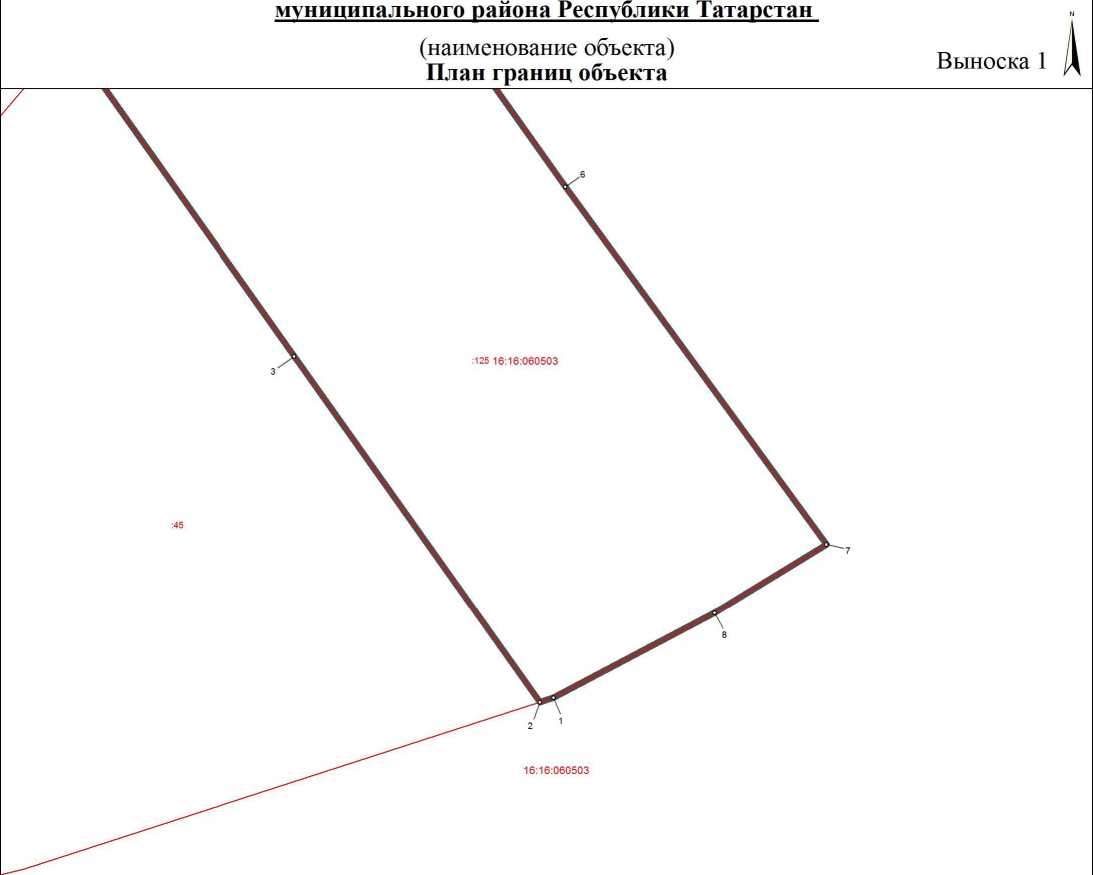 муниципального района Республики Татарстан
N
(наименование объекта)
Выноска 1
План границ объекта
6
3
:125 16:16:060503
:45
7
8
2
1
16:16:060503